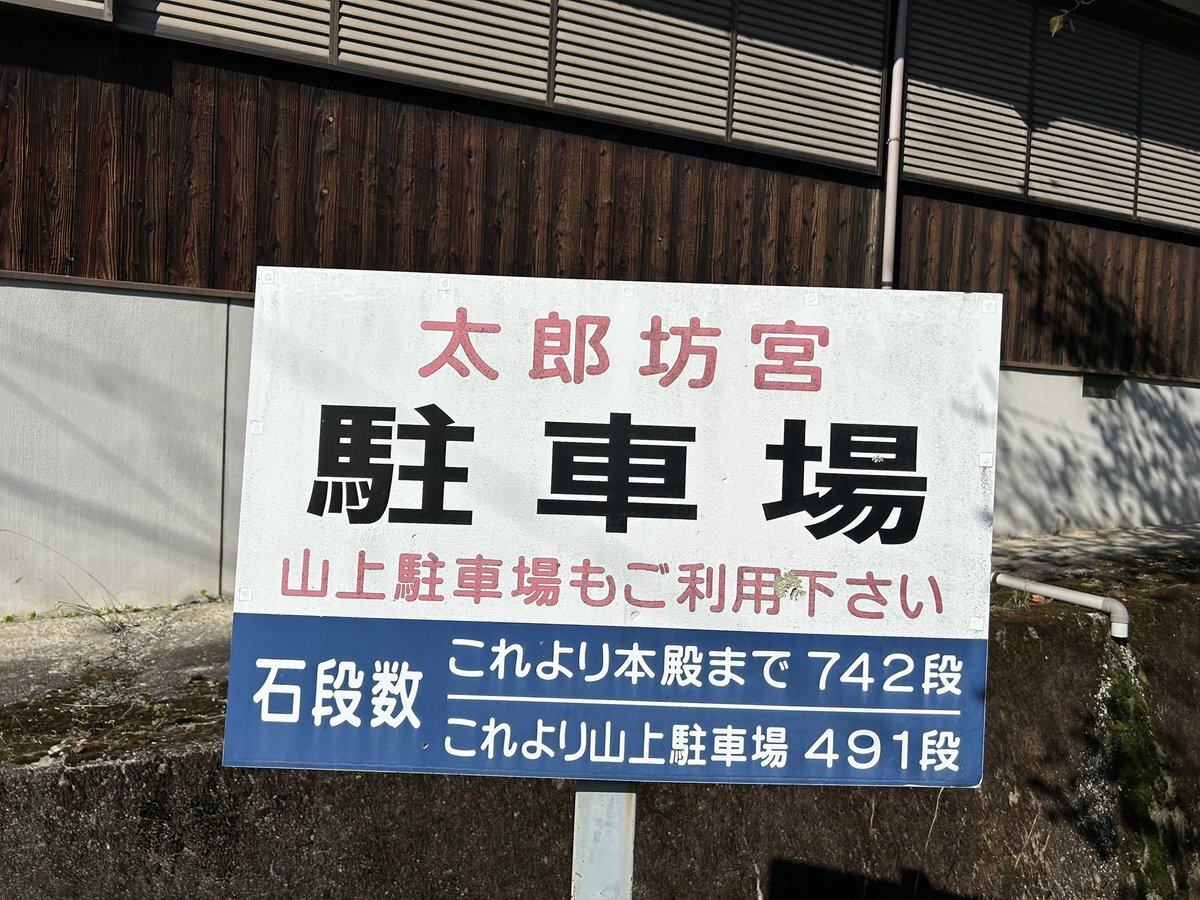 太郎坊宮
駐車場
山上駐車場もご利用下さい
石段数
これより本殿まで 742段
これより山上駐車場 491段